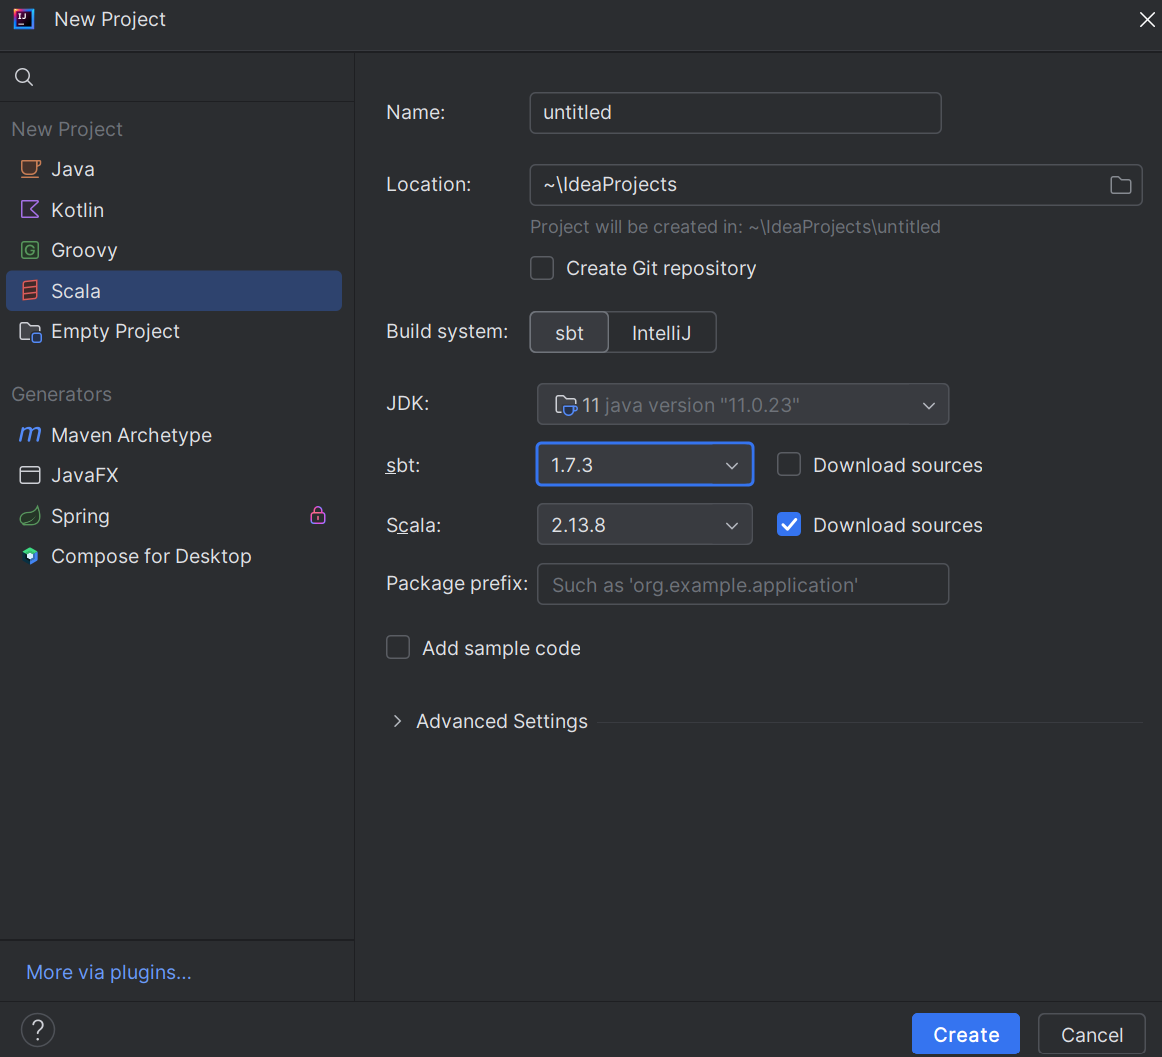 New Project
New Project
Java
Kotlin
Groovy
Scala
Empty Project
Generators
Maven Archetype
JavaFX
Spring
Compose for Desktop
More via plugins...
Name: untitled
Location: ~\IdeaProjects
Project will be created in: ~\IdeaProjects\untitled
Create Git repository
Build system: sbt IntelliJ
JDK: 11 java version "11.0.23"
sbt: 1.7.3 Download sources
Scala: 2.13.8 Download sources
Package prefix: Such as 'org.example.application'
Add sample code
Advanced Settings
? Create Cancel